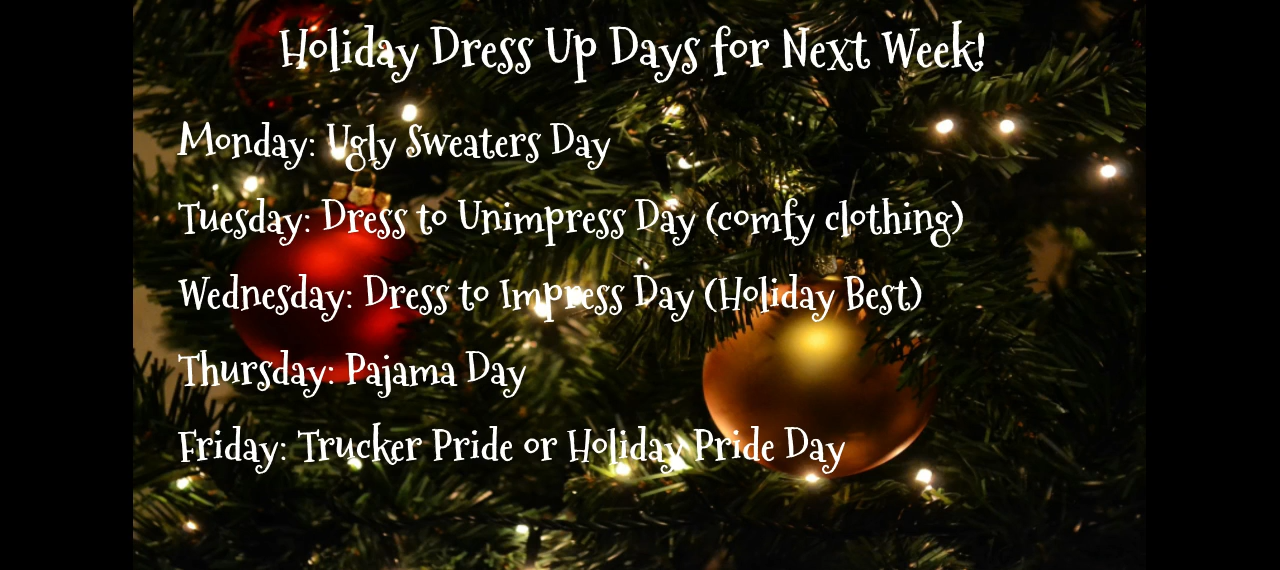 Holiday Dress Up Days for Next Week!
Monday: Ugly Sweaters Day
Tuesday: Dress to Unimpress Day (comfy clothing)
Wednesday: Dress to Impress Day (Holiday Best)
Thursday: Pajama Day
Friday: Trucker Pride or Holiday Pride Day